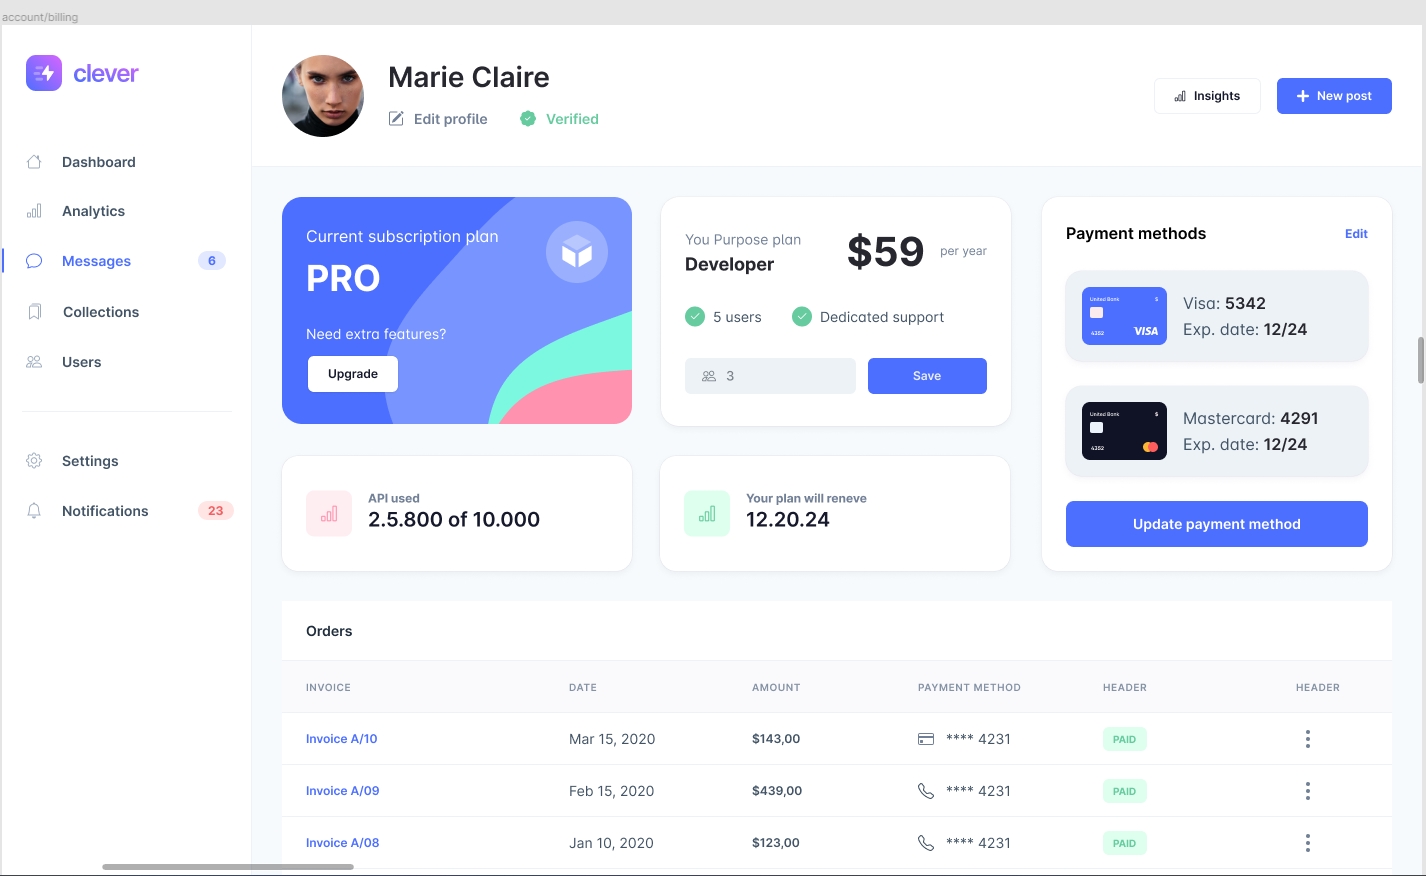 account/billing
clever
Marie Claire
Edit profile
Verified
Insights
New post
Dashboard
Analytics
Messages
6
Collections
Users
Settings
Notifications
23
Current subscription plan
PRO
Need extra features?
Upgrade
You Purpose plan
Developer
$59
per year
5 users
Dedicated support
3
Save
Payment methods
Edit
United Bank
$
4352
VISA
Visa: 5342
Exp. date: 12/24
United Bank
$
4352
Mastercard: 4291
Exp. date: 12/24
Update payment method
API used
2.5.800 of 10.000
Your plan will reneve
12.20.24
Orders
INVOICE DATE AMOUNT PAYMENT METHOD HEADER HEADER
Invoice A/10 Mar 15, 2020 $143,00 **** 4231 PAID
Invoice A/09 Feb 15, 2020 $439,00 **** 4231 PAID
Invoice A/08 Jan 10, 2020 $123,00 **** 4231 PAID